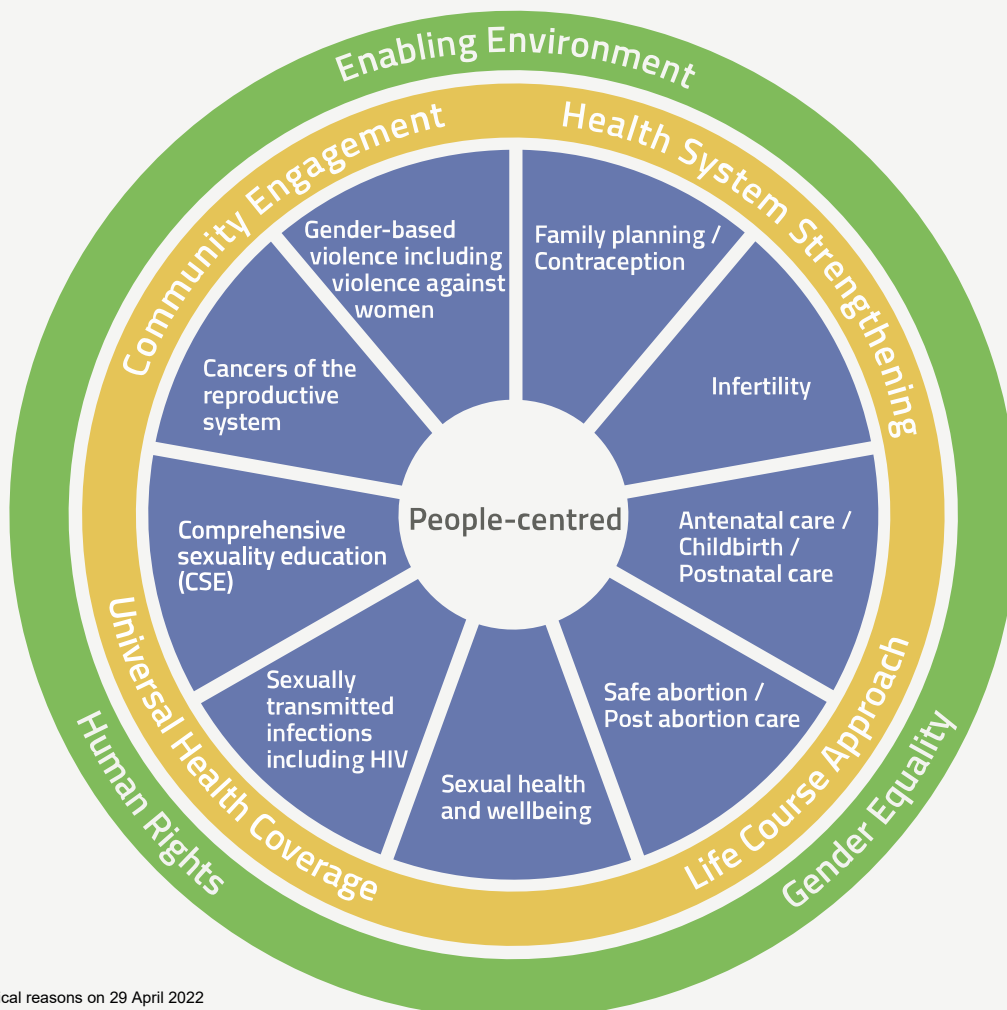 Enabling Environment
Community Engagement
Health System Strengthening
Gender-based
violence including
violence against
women
Family planning /
Contraception
Cancers of the
reproductive
system
Infertility
People-centred
Comprehensive
sexuality education
(CSE)
Antenatal care /
Childbirth /
Postnatal care
Sexually
transmitted
infections
including HIV
Safe abortion /
Post abortion care
Sexual health
and wellbeing
Universal Health Coverage
Life Course Approach
Human Rights
Gender Equality
ical reasons on 29 April 2022